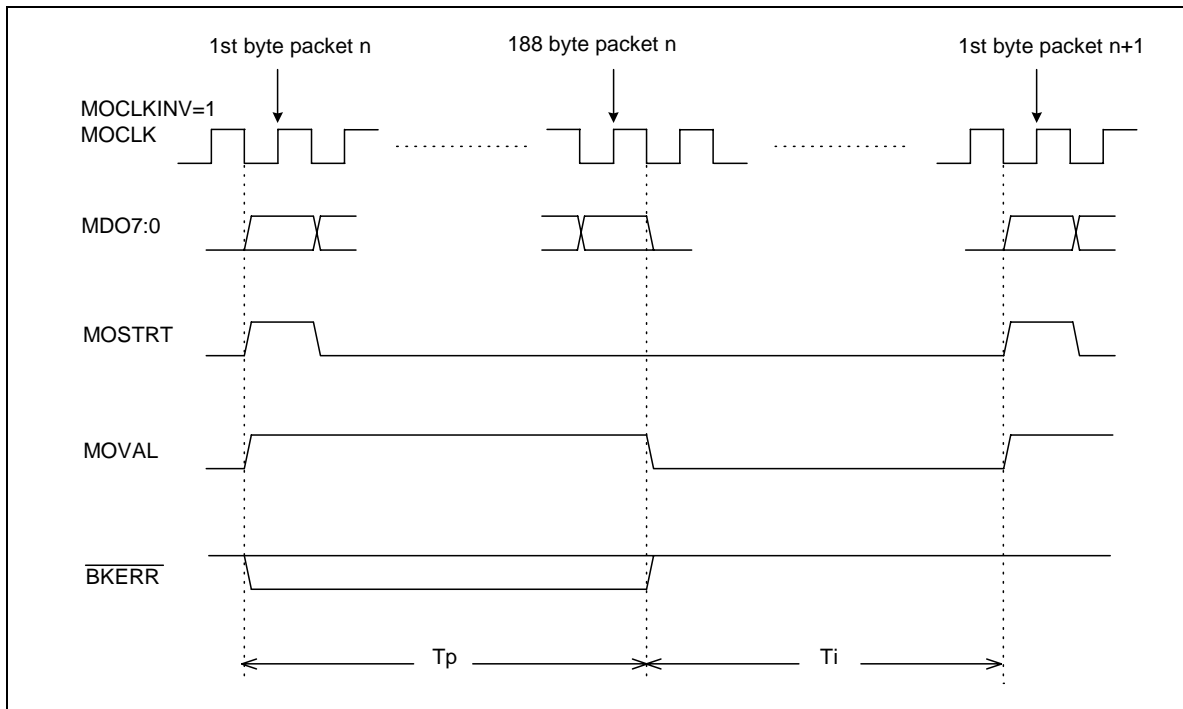 1st byte packet n
188 byte packet n
1st byte packet n+1
MOCLKINV=1
MOCLK
MDO7:0
MOSTRT
MOVAL
BKERR
Tp
Ti